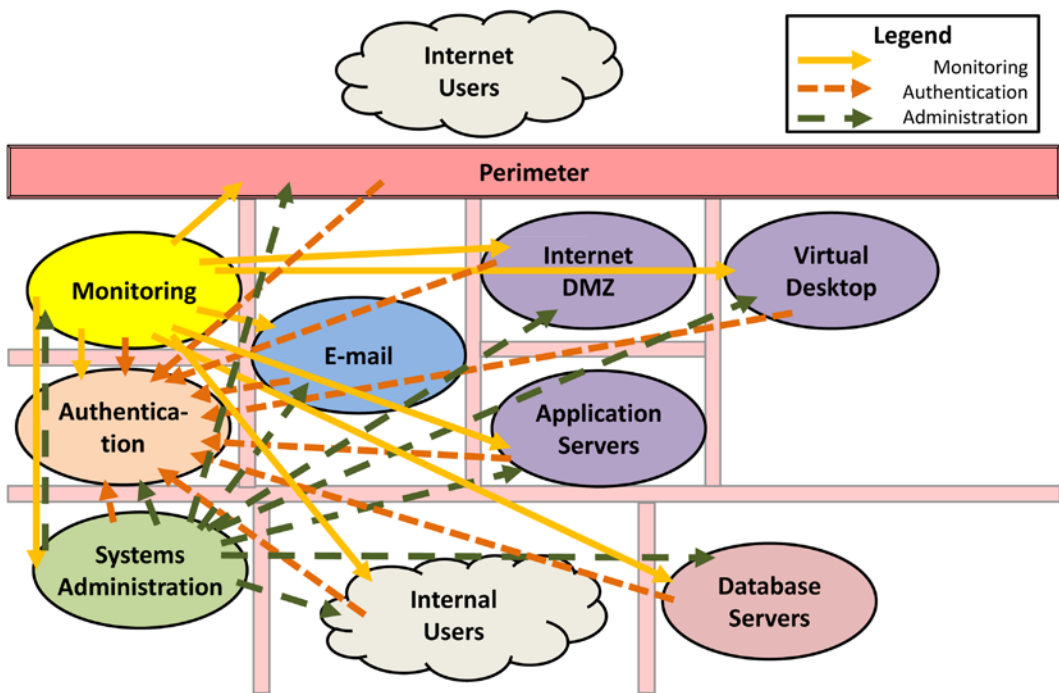 Internet
Users
Legend
Monitoring
Authentication
Administration
Perimeter
Monitoring
Internet
DMZ
Virtual
Desktop
E-mail
Authentica-
tion
Application
Servers
Systems
Administration
Internal
Users
Database
Servers